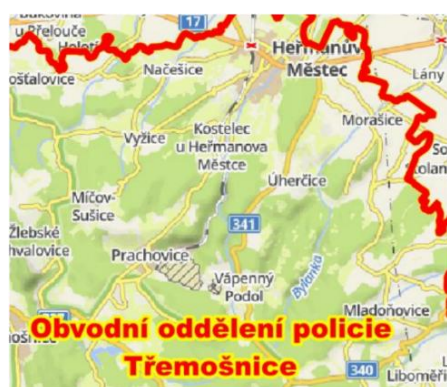 u Přelouče
17
Heřmanův
Městec
Načešice
Lány
Morašice
Kostelec
u Heřmanova
Městce
Vyžice
Úherčice
Míčov-
Sušice
341
Žlebské
Prachovice
Vápenný
Podol
Bylanka
Mladoňovice
Obvodní oddělení policie
Třemošnice
340